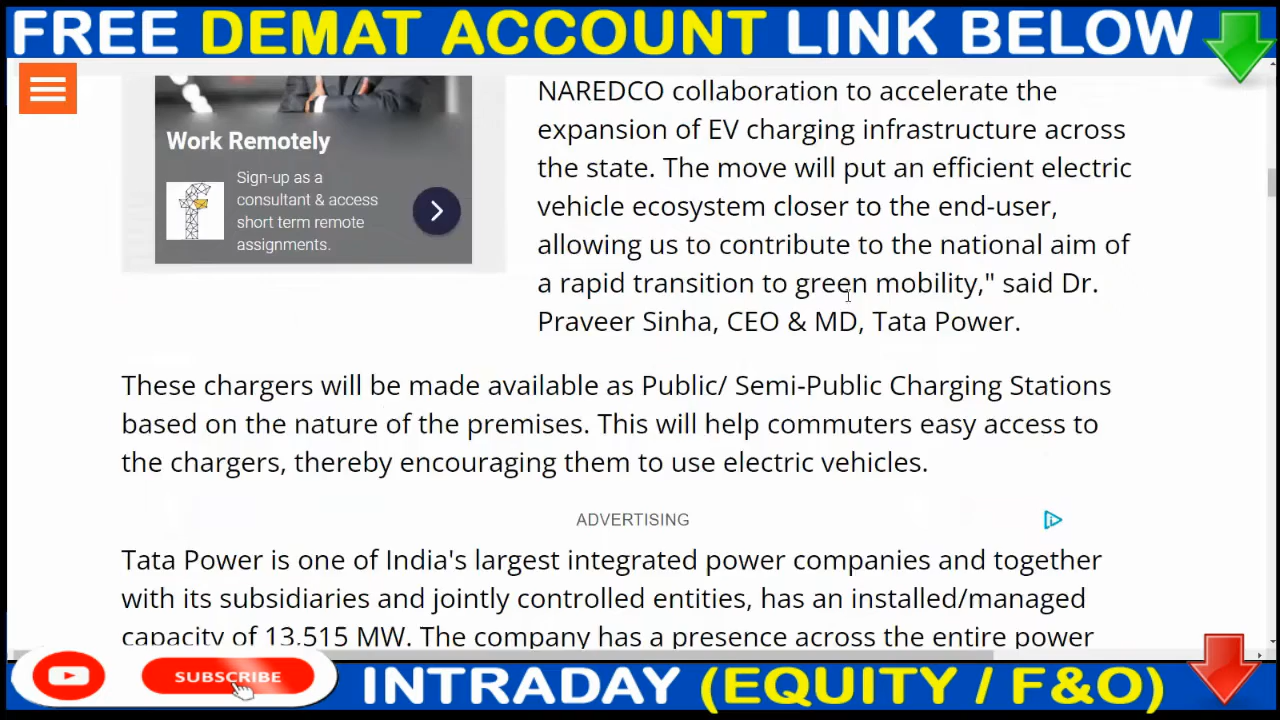 FREE DEMAT ACCOUNT LINK BELOW
Work Remotely
Sign-up as a
consultant & access
short term remote
assignments.
NAREDCO collaboration to accelerate the
expansion of EV charging infrastructure across
the state. The move will put an efficient electric
vehicle ecosystem closer to the end-user,
allowing us to contribute to the national aim of
a rapid transition to green mobility," said Dr.
Praveer Sinha, CEO & MD, Tata Power.
These chargers will be made available as Public/ Semi-Public Charging Stations
based on the nature of the premises. This will help commuters easy access to
the chargers, thereby encouraging them to use electric vehicles.
ADVERTISING
Tata Power is one of India's largest integrated power companies and together
with its subsidiaries and jointly controlled entities, has an installed/managed
capacity of 13,515 MW. The company has a presence across the entire power
SUBSCRIBE
INTRADAY (EQUITY / F&O)